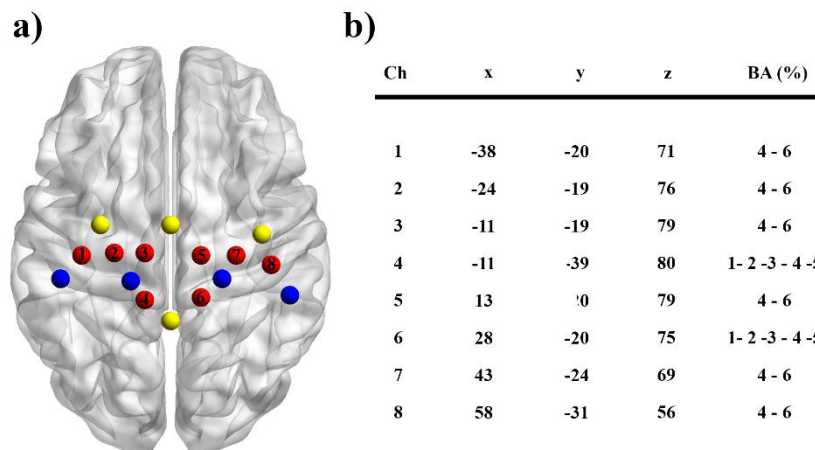 a)
1 2 3 5 7 8
4 6
b)
Ch x y z BA (%)
1 -38 -20 71 4 - 6
2 -24 -19 76 4 - 6
3 -11 -19 79 4 - 6
4 -11 -39 80 1- 2 -3 - 4 -5
5 13 79 4 - 6
6 28 -20 75 1- 2 -3 - 4 -5
7 43 -24 69 4 - 6
8 58 -31 56 4 - 6